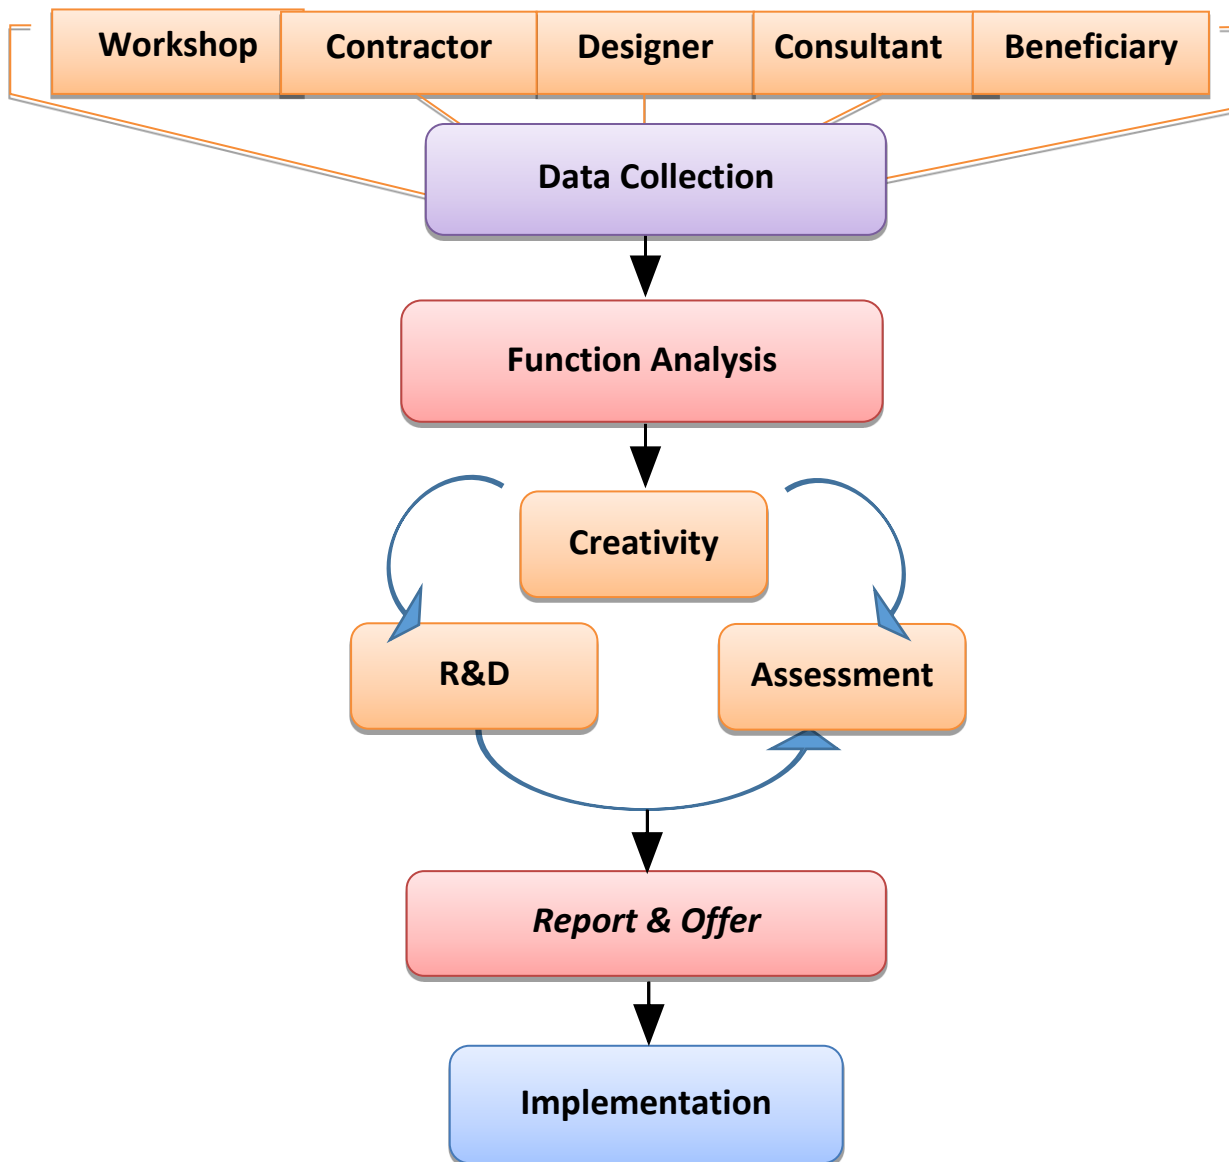 Workshop
Contractor
Designer
Consultant
Beneficiary
Data Collection
Function Analysis
Creativity
R&D
Assessment
Report & Offer
Implementation